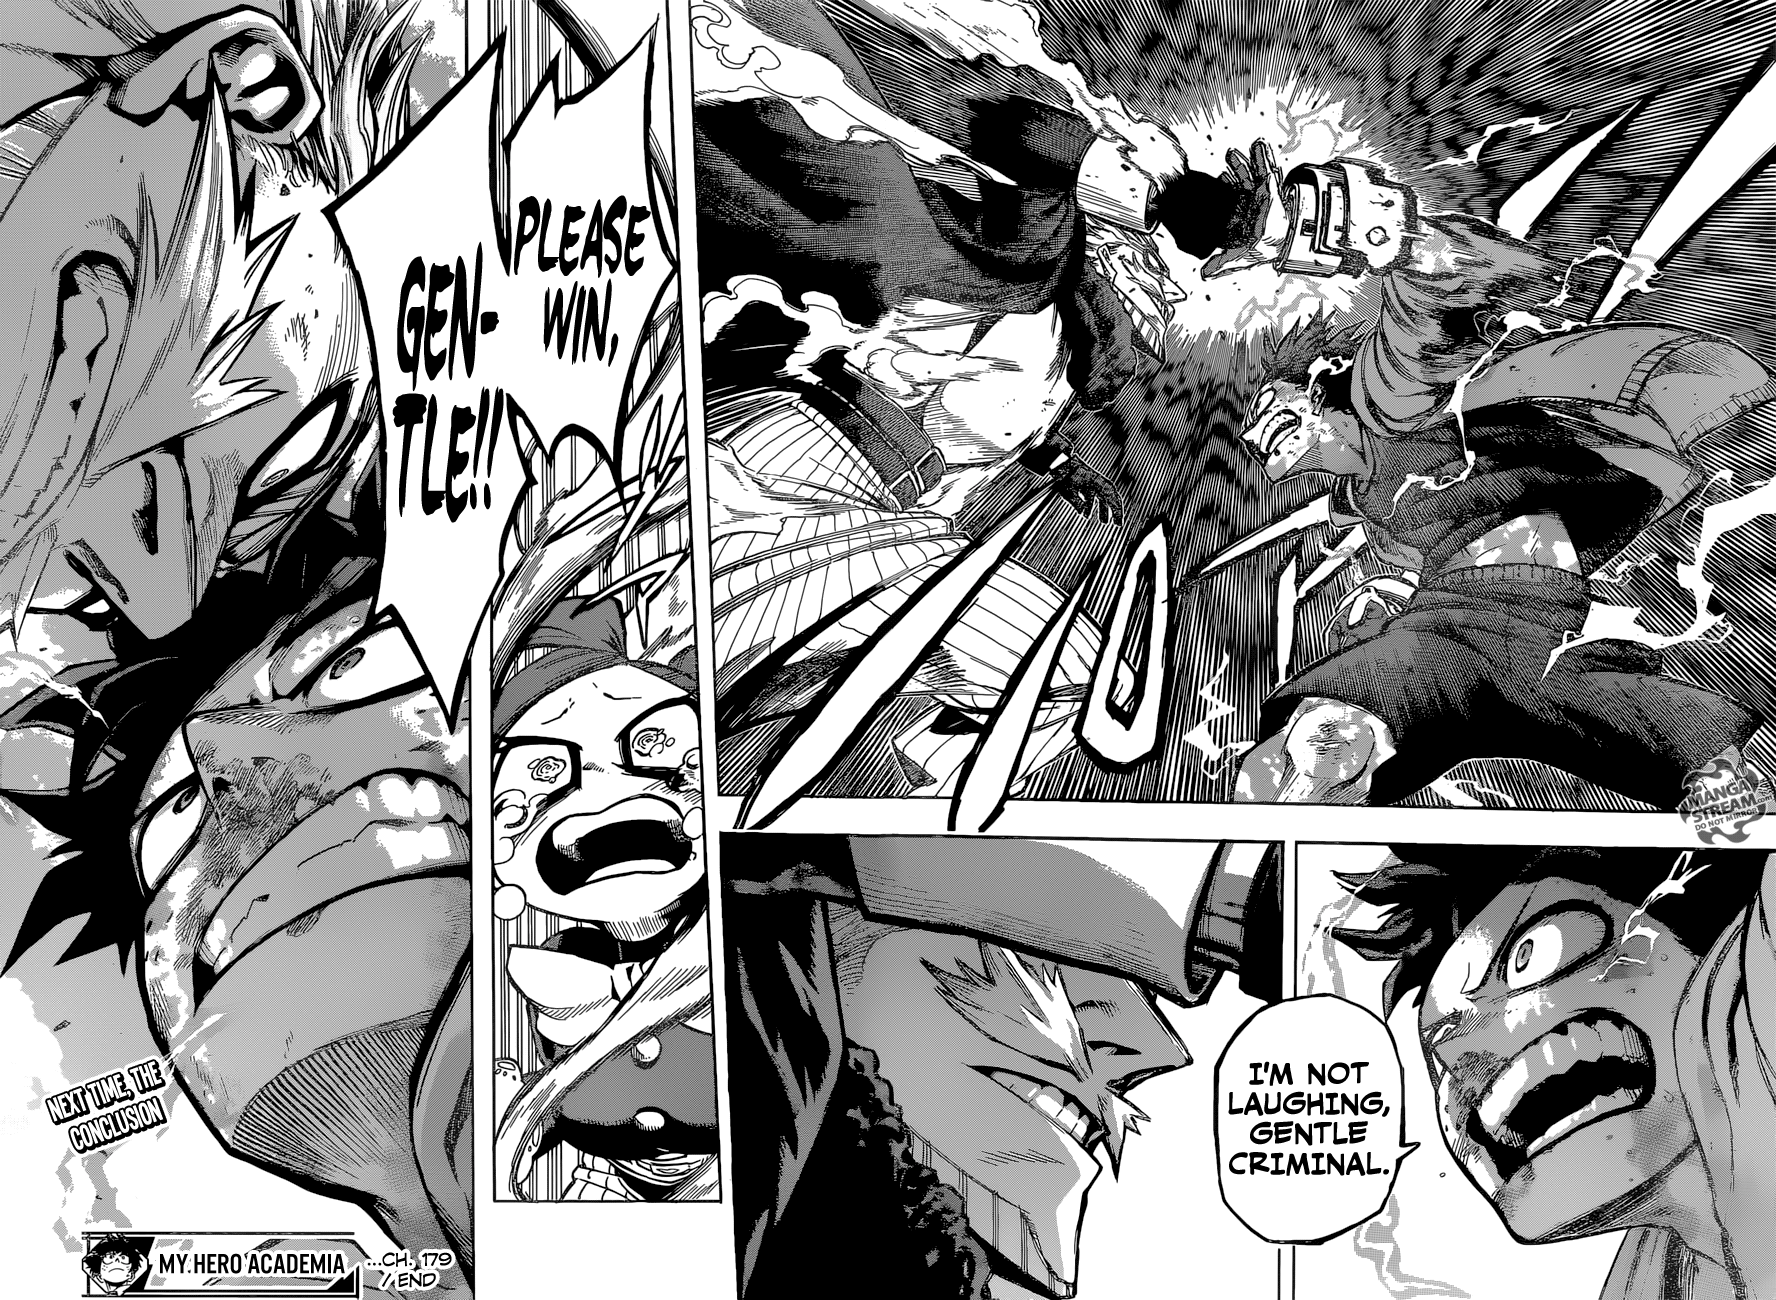 I'M NOT
LAUGHING,
GENTLE
CRIMINAL.
PLEASE
WIN,
GEN-
TLE!!
NEXT TIME, THE
CONCLUSION
MY HERO ACADEMIA
...CH. 179
/ END
MANGA
STREAM.com
DO NOT MIRROR